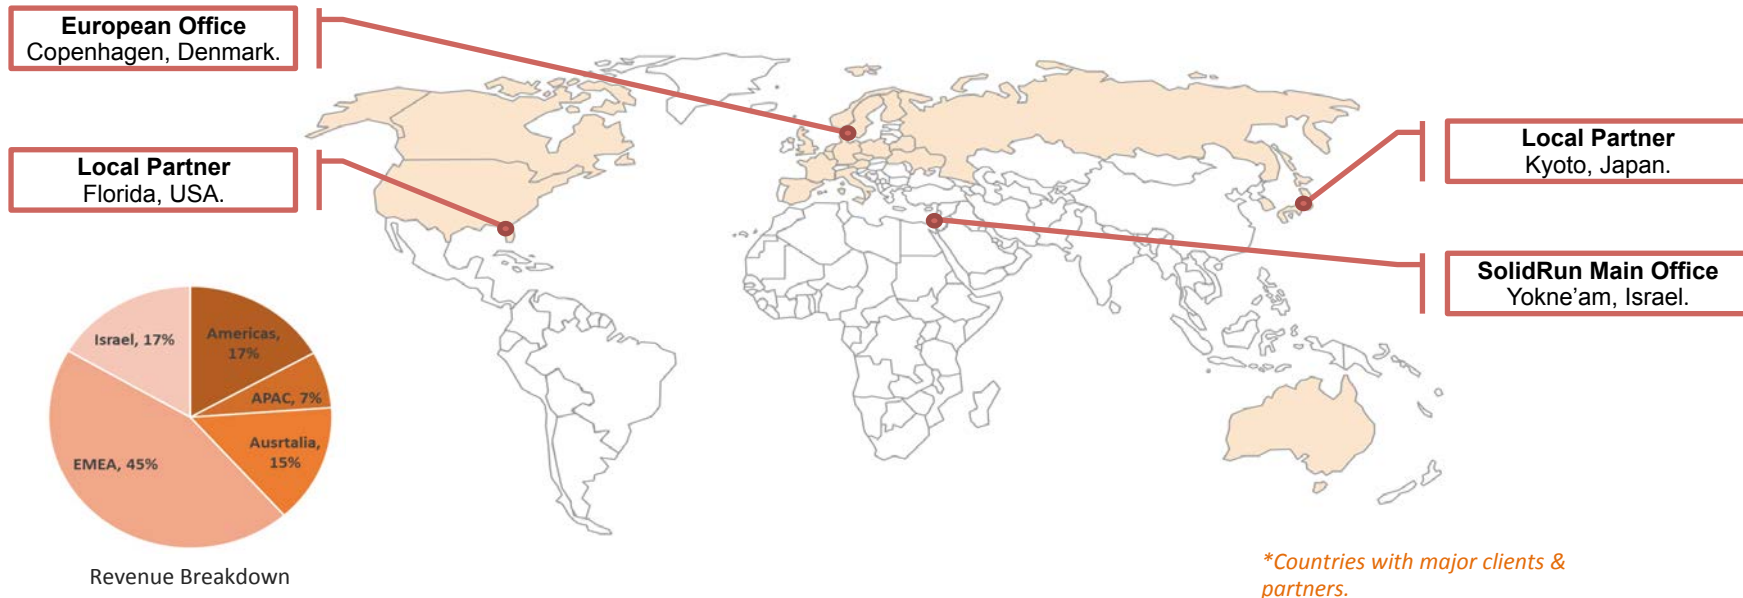 European Office
Copenhagen, Denmark.
Local Partner
Florida, USA.
Local Partner
Kyoto, Japan.
SolidRun Main Office
Yokne’am, Israel.
Israel, 17%
Americas,
17%
APAC, 7%
Ausrtalia,
15%
EMEA, 45%
Revenue Breakdown
*Countries with major clients &
partners.